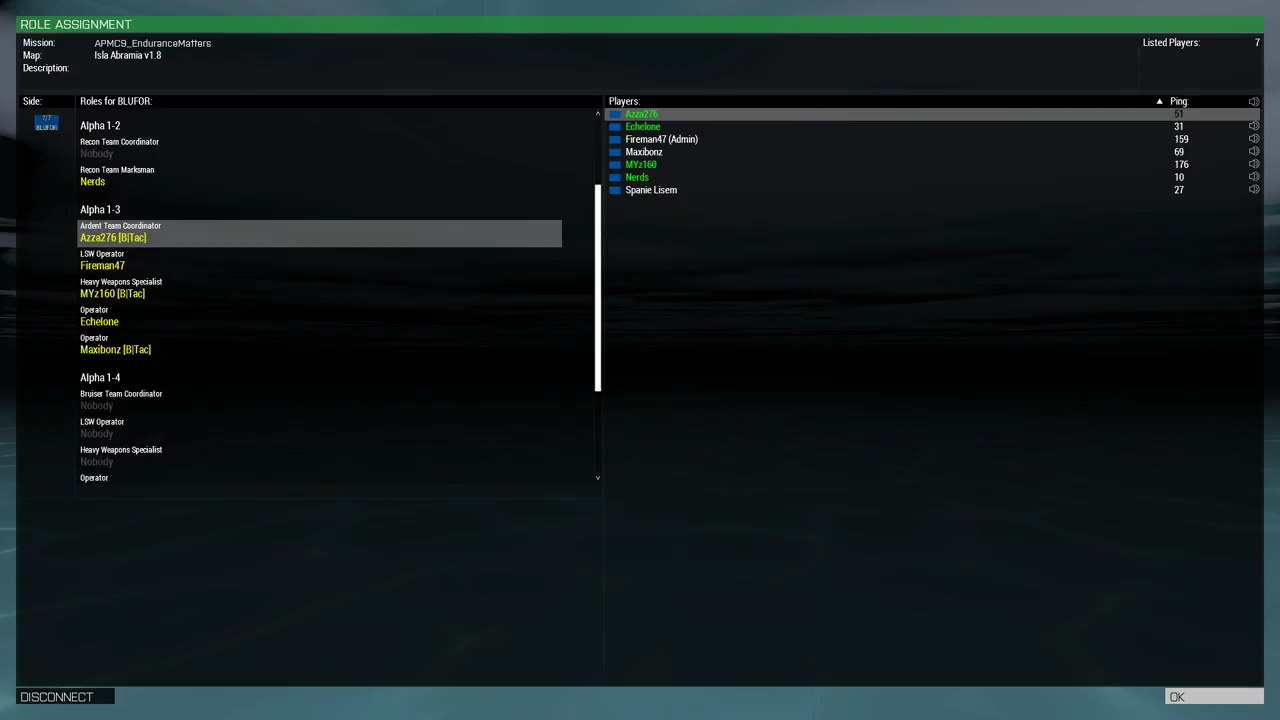 ROLE ASSIGNMENT
Mission: APMC9_EnduranceMatters
Map: Isla Abramia v1.8
Description:
Listed Players: 7
Side:
7/7
BLUFOR
Roles for BLUFOR:
Alpha 1-2
Recon Team Coordinator
Nobody
Recon Team Marksman
Nerds
Alpha 1-3
Ardent Team Coordinator
Azza276 [B|Tac]
LSW Operator
Fireman47
Heavy Weapons Specialist
MYz160 [B|Tac]
Operator
Echelone
Operator
Maxibonz [B|Tac]
Alpha 1-4
Bruiser Team Coordinator
Nobody
LSW Operator
Nobody
Heavy Weapons Specialist
Nobody
Operator
Players: Ping:
Azza276 51
Echelone 31
Fireman47 (Admin) 159
Maxibonz 69
MYz160 176
Nerds 10
Spanie Lisem 27
DISCONNECT
OK